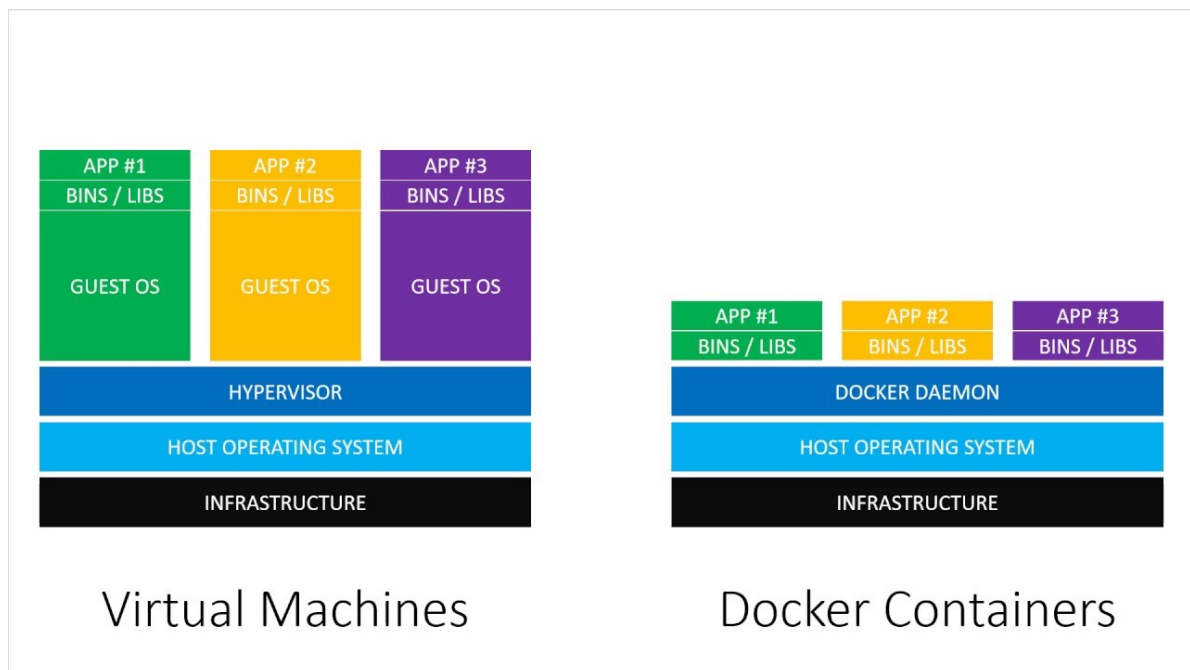 APP #1
BINS / LIBS
GUEST OS
APP #2
BINS / LIBS
GUEST OS
APP #3
BINS / LIBS
GUEST OS
HYPERVISOR
HOST OPERATING SYSTEM
INFRASTRUCTURE
Virtual Machines
APP #1
BINS / LIBS
APP #2
BINS / LIBS
APP #3
BINS / LIBS
DOCKER DAEMON
HOST OPERATING SYSTEM
INFRASTRUCTURE
Docker Containers